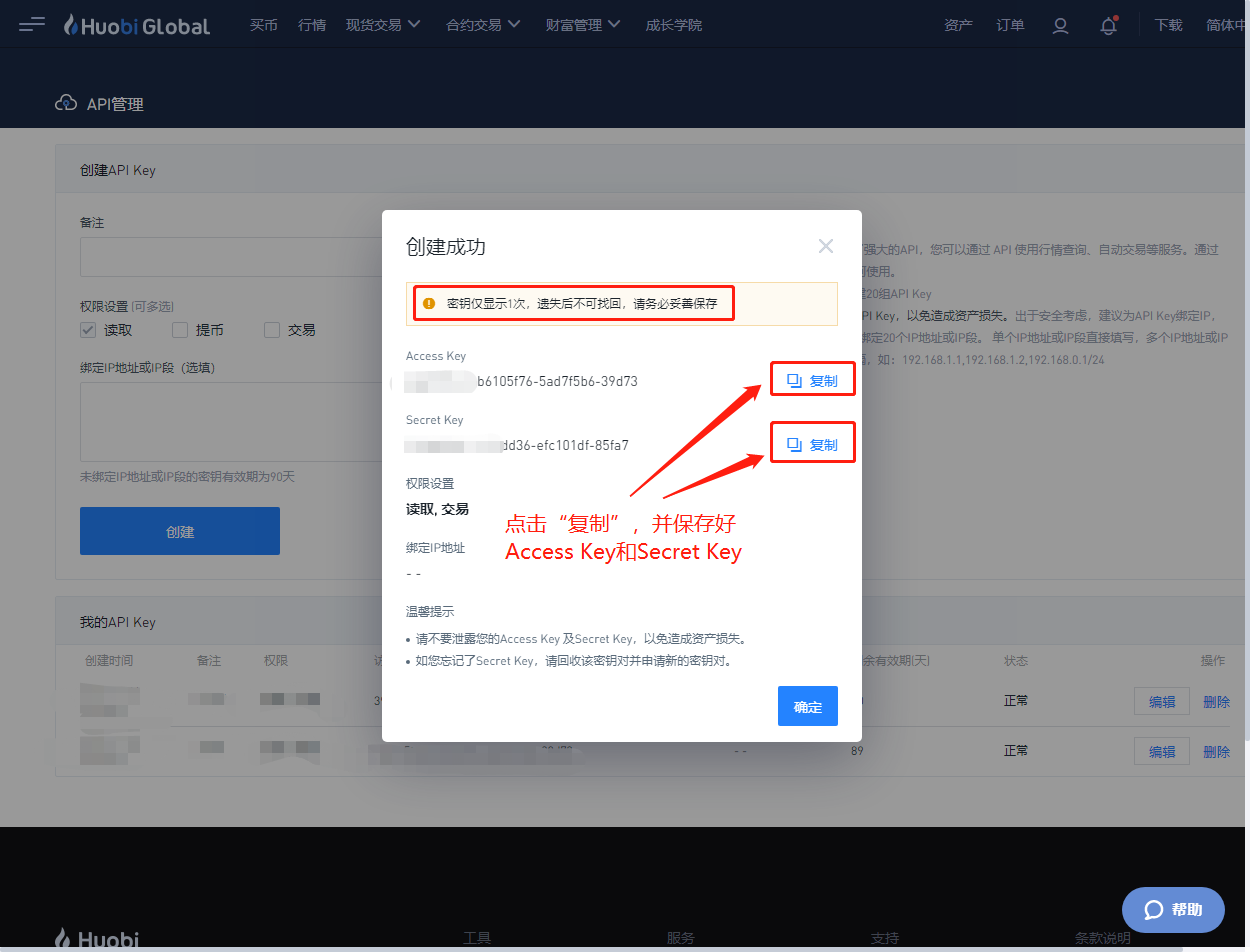 Huobi Global 买币 行情 现货交易 合约交易 财富管理 成长学院 资产 订单 下载 简体中
API管理
创建API Key
备注
权限设置 [可多选]
读取 提币 交易
绑定IP地址或IP段（选填）
未绑定IP地址或IP段的密钥有效期为90天
创建
强大的API，您可以通过 API 使用行情查询、自动交易等服务。通过
使用。
20组API Key
PI Key，以免造成资产损失。出于安全考虑，建议为API Key绑定IP，
绑定20个IP地址或IP段。 单个IP地址或IP段直接填写，多个IP地址或IP
，如：192.168.1.1,192.168.1.2,192.168.0.1/24
创建成功
密钥仅显示1次，遗失后不可找回，请务必妥善保存
Access Key
b6105f76-5ad7f5b6-39d73 复制
Secret Key
dd36-efc101df-85fa7 复制
权限设置
读取, 交易
点击“复制”，并保存好
Access Key和Secret Key
绑定IP地址
- -
温馨提示
• 请不要泄露您的Access Key 及Secret Key，以免造成资产损失。
• 如您忘记了Secret Key，请回收该密钥对并申请新的密钥对。
确定
我的API Key
创建时间 备注 权限 余有效期[天] 状态 操作
正常 编辑 删除
- - 89 正常 编辑 删除
帮助
Huobi 工具 服务 支持 条款说明